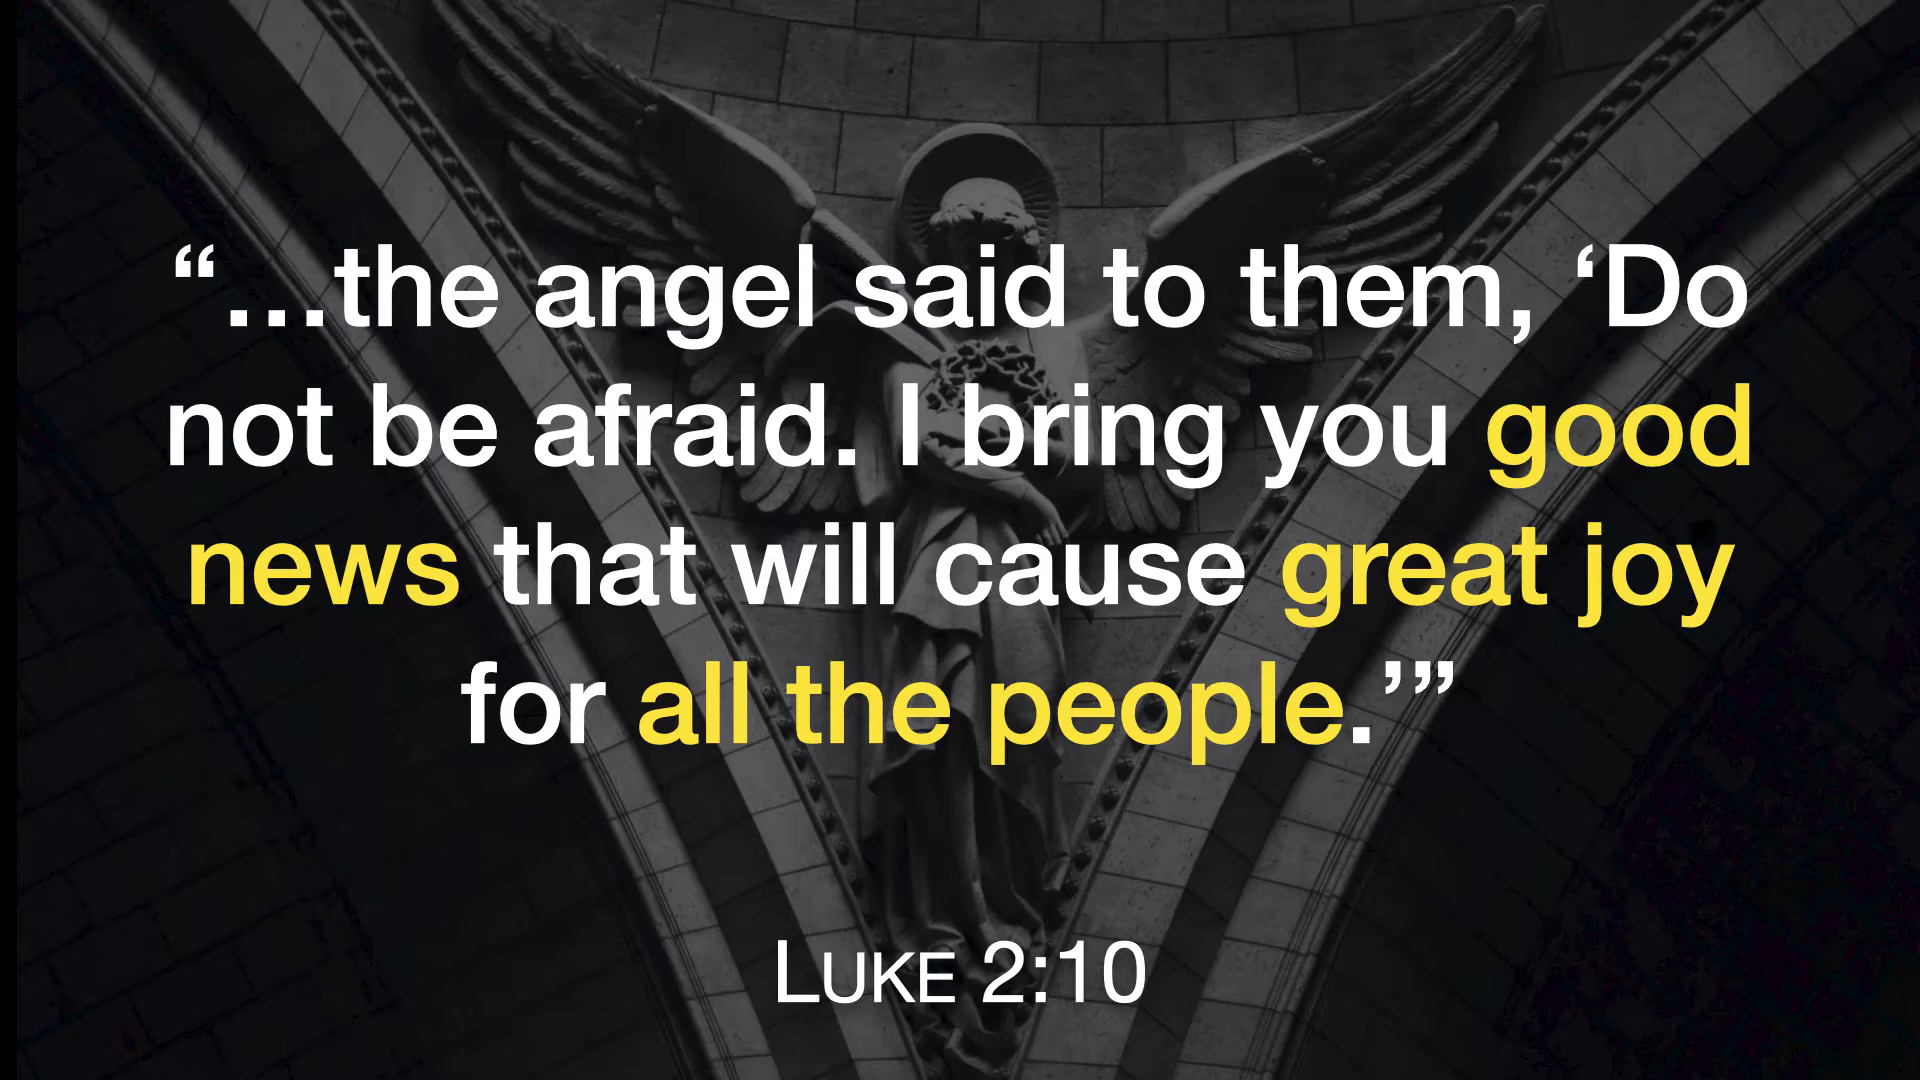 “…the angel said to them, ‘Do
not be afraid. I bring you good
news that will cause great joy
for all the people.’”
LUKE 2:10